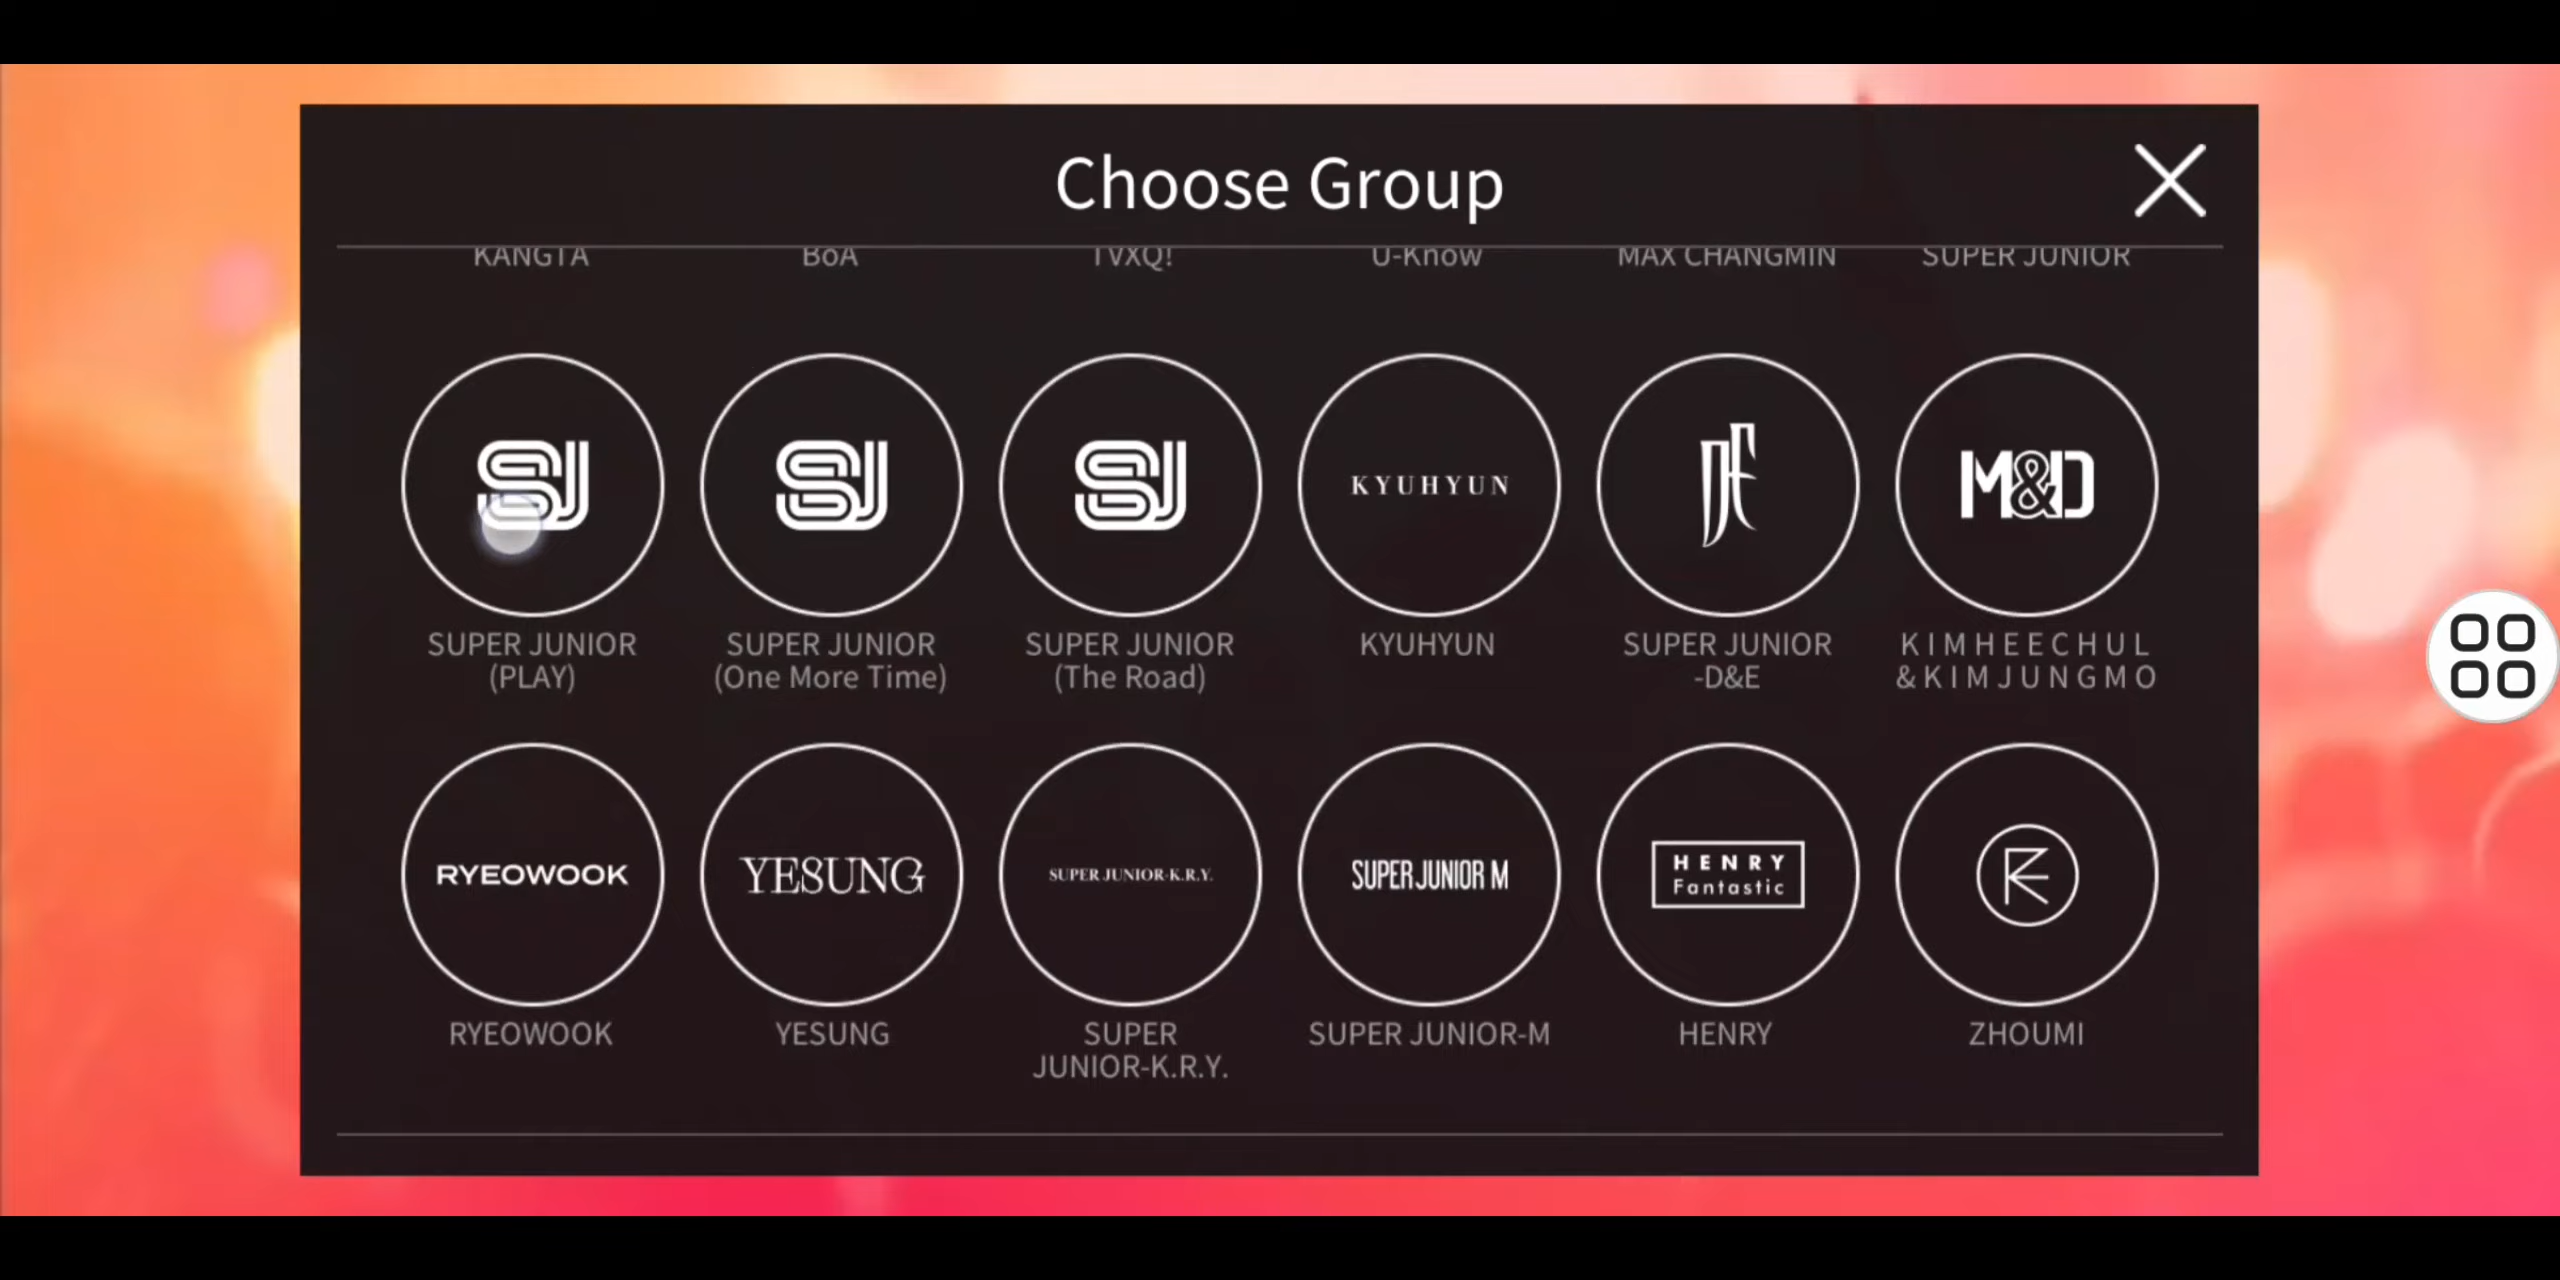 Choose Group
KANGTA BoA TVXQ! U-Know MAX CHANGMIN SUPER JUNIOR
SJ SJ SJ KYUHYUN M&D
SUPER JUNIOR SUPER JUNIOR SUPER JUNIOR KYUHYUN SUPER JUNIOR KIMHEECHUL
(PLAY) (One More Time) (The Road) -D&E &KIMJUNGMO
RYEOWOOK YESUNG SUPER JUNIOR-K.R.Y. SUPER JUNIOR M HENRY
Fantastic
RYEOWOOK YESUNG SUPER SUPER JUNIOR-M HENRY ZHOUMI
JUNIOR-K.R.Y.